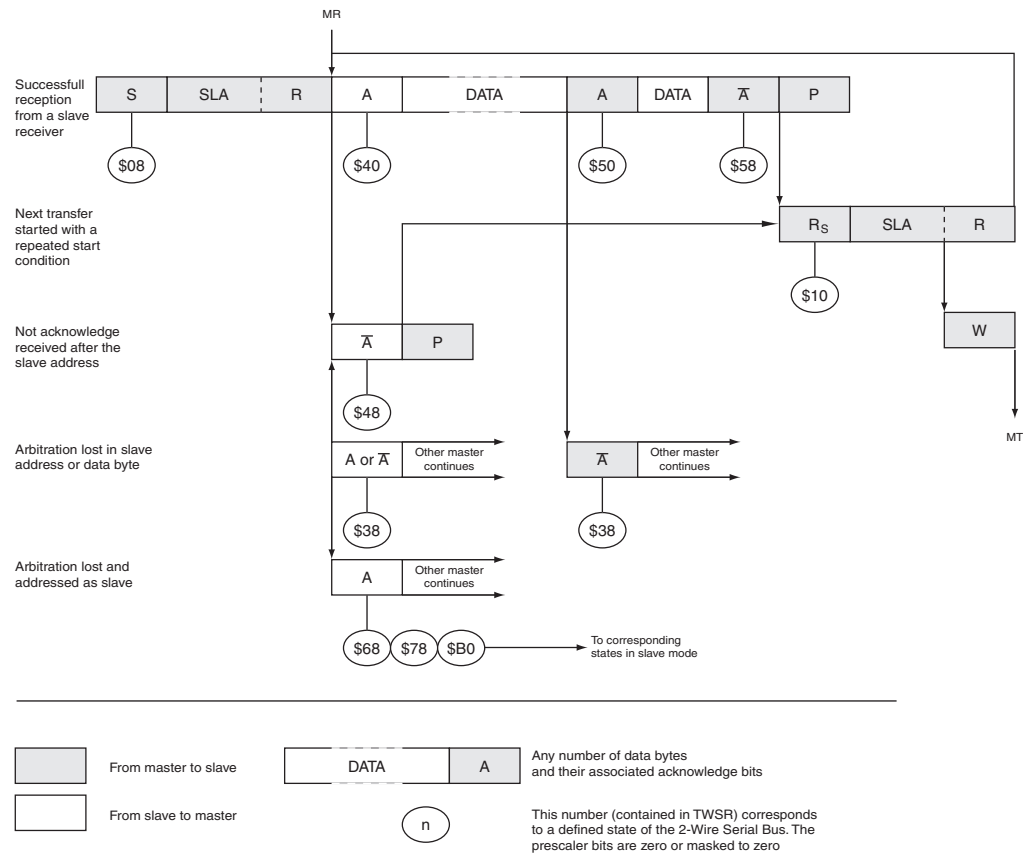 MR
Successfull
reception
from a slave
receiver
S SLA R A DATA A DATA A̅ P
$08 $40 $50 $58
Next transfer
started with a
repeated start
condition
RS SLA R
$10
Not acknowledge
received after the
slave address
A̅ P
W
$48
MT
Arbitration lost in slave
address or data byte
A or A̅
Other master
continues
A̅
Other master
continues
$38 $38
Arbitration lost and
addressed as slave
A
Other master
continues
$68 $78 $B0
To corresponding
states in slave mode
From master to slave
DATA A
Any number of data bytes
and their associated acknowledge bits
From slave to master
n
This number (contained in TWSR) corresponds
to a defined state of the 2-Wire Serial Bus. The
prescaler bits are zero or masked to zero